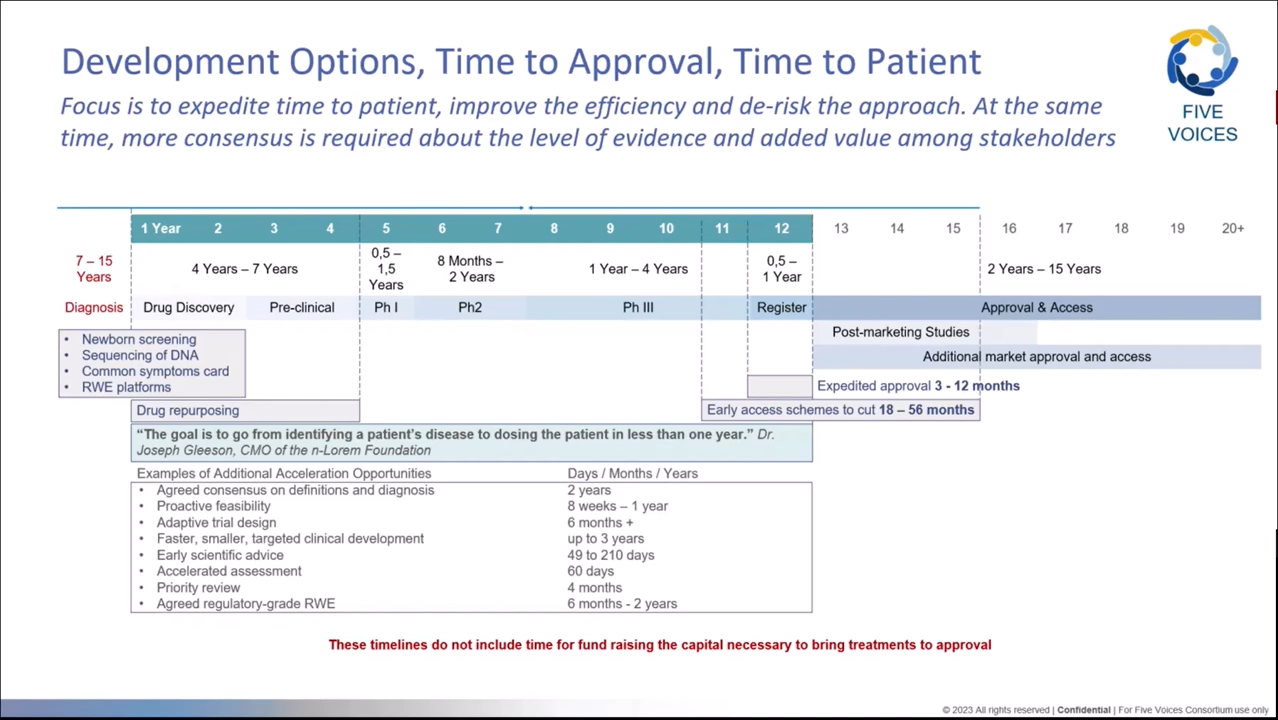 Development Options, Time to Approval, Time to Patient
Focus is to expedite time to patient, improve the efficiency and de-risk the approach. At the same
time, more consensus is required about the level of evidence and added value among stakeholders
FIVE
VOICES
1 Year 2 3 4 5 6 7 8 9 10 11 12 13 14 15 16 17 18 19 20+
7 – 15
Years
4 Years – 7 Years
0,5 –
1,5
Years
8 Months –
2 Years
1 Year – 4 Years
0,5 –
1 Year
2 Years – 15 Years
Diagnosis Drug Discovery Pre-clinical Ph I Ph2 Ph III Register Approval & Access
Post-marketing Studies
Additional market approval and access
• Newborn screening
• Sequencing of DNA
• Common symptoms card
• RWE platforms
Expedited approval 3 - 12 months
Drug repurposing
Early access schemes to cut 18 – 56 months
“The goal is to go from identifying a patient’s disease to dosing the patient in less than one year.” Dr.
Joseph Gleeson, CMO of the n-Lorem Foundation
Examples of Additional Acceleration Opportunities Days / Months / Years
• Agreed consensus on definitions and diagnosis 2 years
• Proactive feasibility 8 weeks – 1 year
• Adaptive trial design 6 months +
• Faster, smaller, targeted clinical development up to 3 years
• Early scientific advice 49 to 210 days
• Accelerated assessment 60 days
• Priority review 4 months
• Agreed regulatory-grade RWE 6 months - 2 years
These timelines do not include time for fund raising the capital necessary to bring treatments to approval
© 2023 All rights reserved | Confidential | For Five Voices Consortium use only